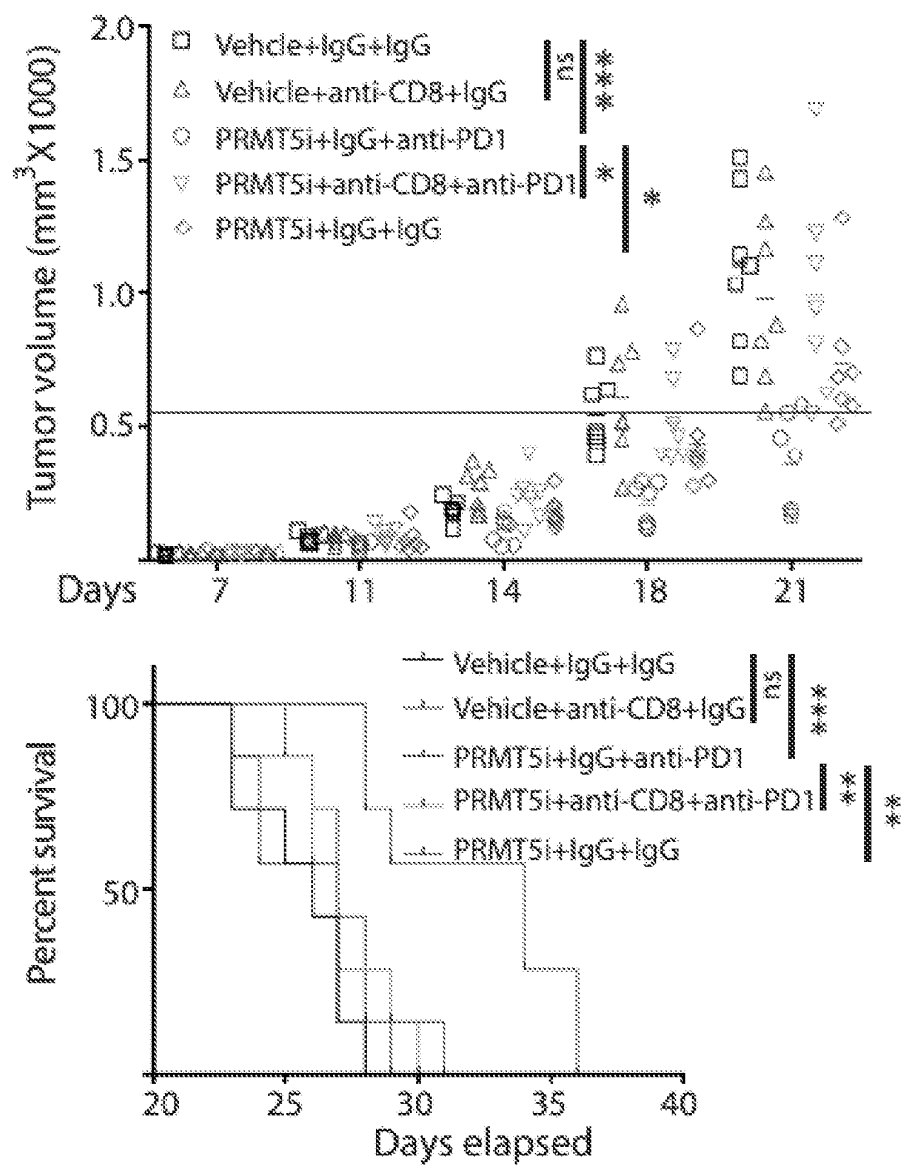 2.0
Vehcle+IgG+IgG
Vehicle+anti-CD8+IgG
PRMT5i+IgG+anti-PD1
PRMT5i+anti-CD8+anti-PD1
PRMT5i+IgG+IgG
ns
***
*
*
1.5
1.0
0.5
Tumor volume (mm³X1000)
Days 7 11 14 18 21
Vehicle+IgG+IgG
Vehicle+anti-CD8+IgG
PRMT5i+IgG+anti-PD1
PRMT5i+anti-CD8+anti-PD1
PRMT5i+IgG+IgG
ns
***
**
**
100
50
Percent survival
20 25 30 35 40
Days elapsed